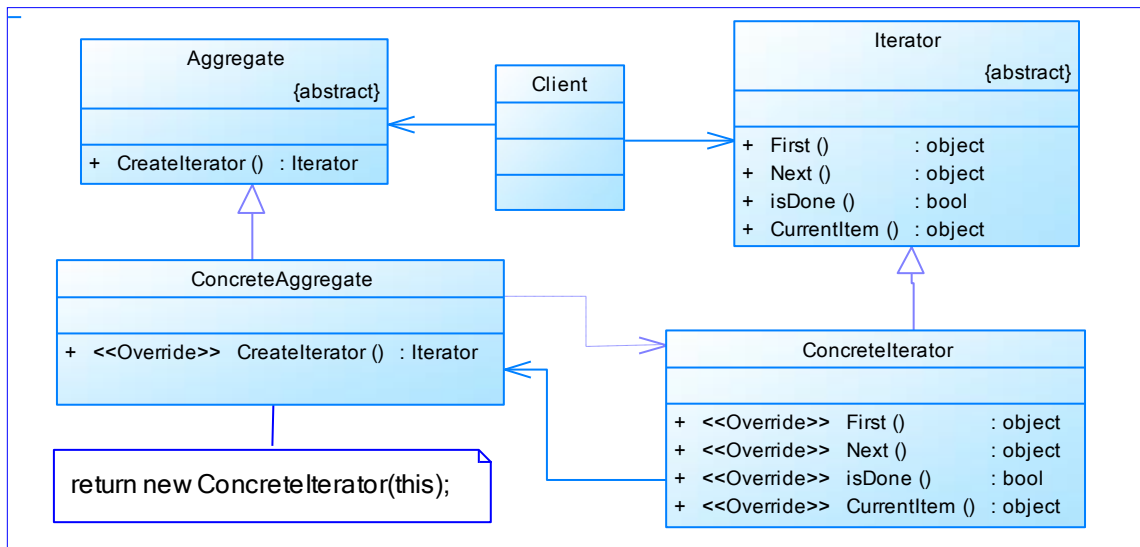 Aggregate
{abstract}
+ CreateIterator () : Iterator
Client
Iterator
{abstract}
+ First () : object
+ Next () : object
+ isDone () : bool
+ CurrentItem () : object
ConcreteAggregate
+ <<Override>> CreateIterator () : Iterator
return new ConcreteIterator(this);
ConcreteIterator
+ <<Override>> First () : object
+ <<Override>> Next () : object
+ <<Override>> isDone () : bool
+ <<Override>> CurrentItem () : object